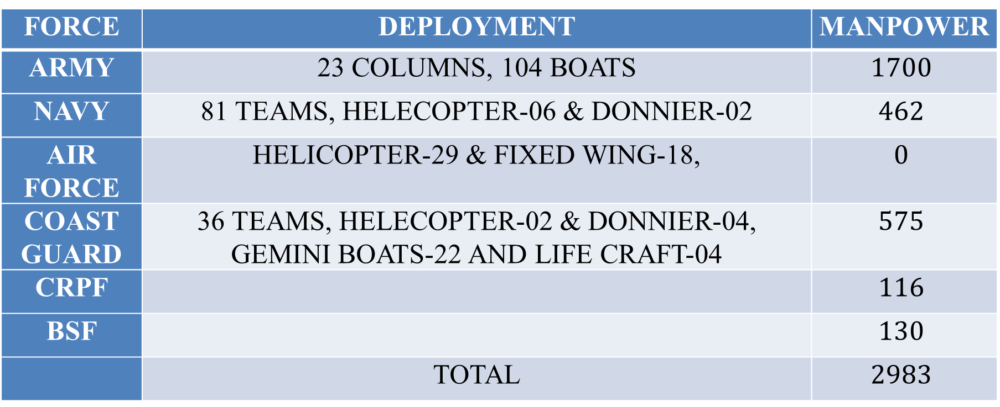 FORCE DEPLOYMENT MANPOWER
ARMY 23 COLUMNS, 104 BOATS 1700
NAVY 81 TEAMS, HELECOPTER-06 & DONNIER-02 462
AIR HELICOPTER-29 & FIXED WING-18, 0
FORCE
COAST 36 TEAMS, HELECOPTER-02 & DONNIER-04, 575
GUARD GEMINI BOATS-22 AND LIFE CRAFT-04
CRPF 116
BSF 130
TOTAL 2983